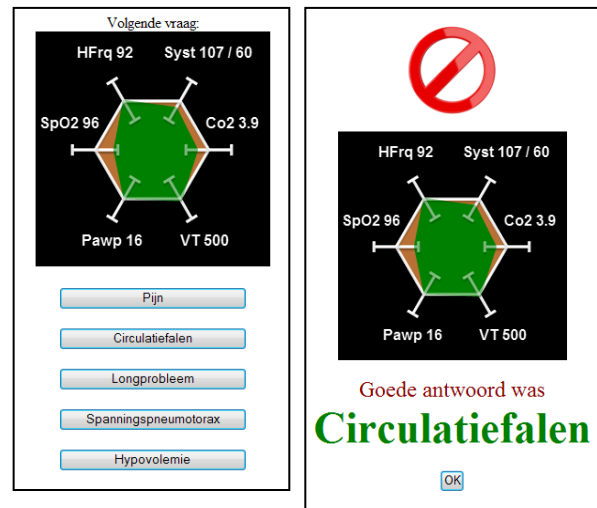 Volgende vraag:
HFrq 92 Syst 107 / 60
SpO2 96 Co2 3.9
Pawp 16 VT 500
Pijn
Circulatiefalen
Longprobleem
Spanningspneumotorax
Hypovolemie
HFrq 92 Syst 107 / 60
SpO2 96 Co2 3.9
Pawp 16 VT 500
Goede antwoord was
Circulatiefalen
OK